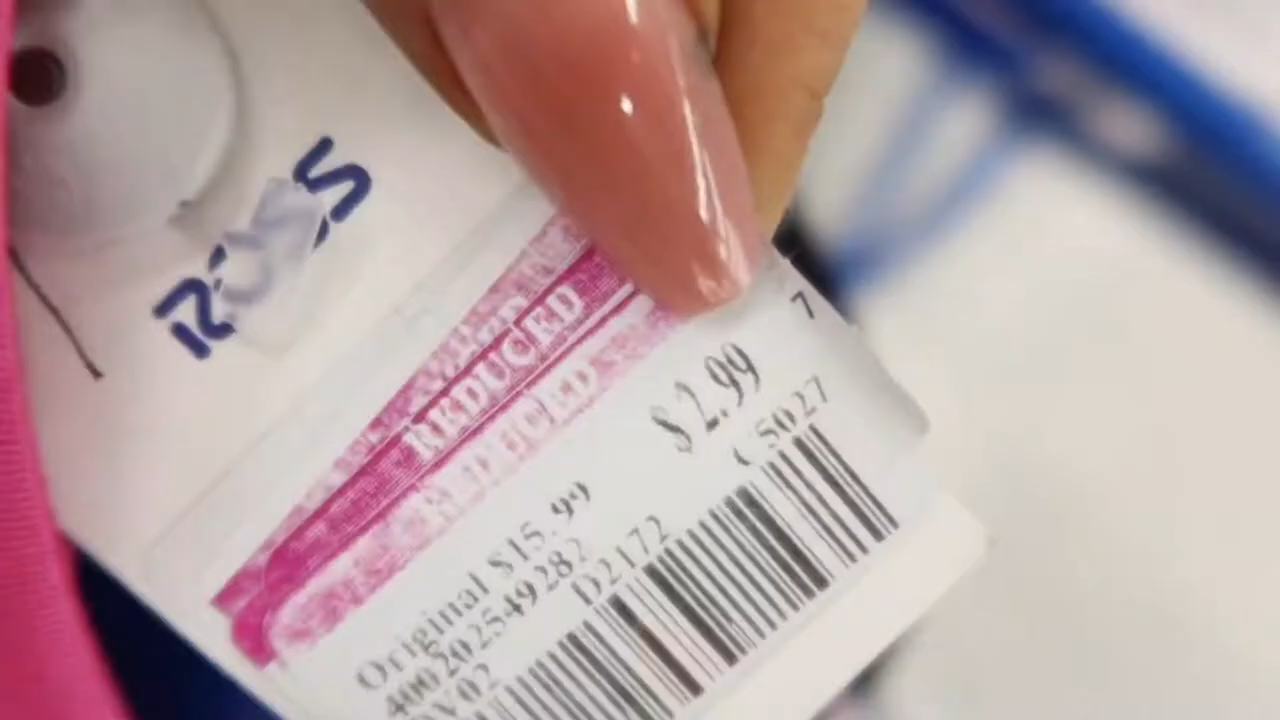 ROSS
REDUCED
7
$2.99
C5027
Original $15.99
400202549282
D2172